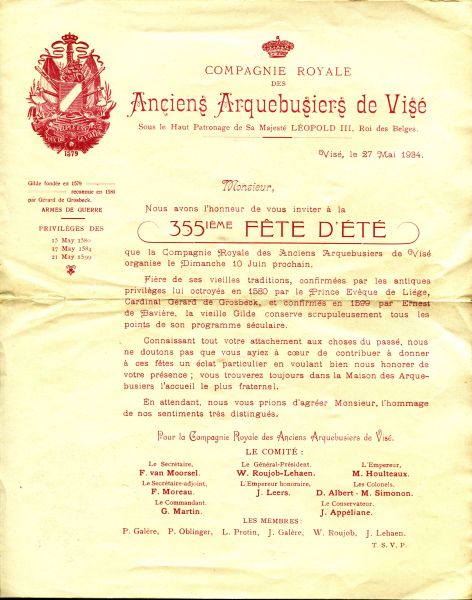 COMPAGNIE ROYALE
DES
Anciens Arquebusiers de Visé
Sous le Haut Patronage de Sa Majesté LÉOPOLD III, Roi des Belges.
1579
Visé, le 27 Mai 1934.
Gilde fondée en 1579
reconnue en 1580
par Gérard de Grosbeck.
ARMES DE GUERRE
PRIVILÈGES DES
15 May 1580
17 May 1584
21 May 1599
Monsieur,
Nous avons l'honneur de vous inviter à la
355IÈME FÊTE D'ÉTÉ
que la Compagnie Royale des Anciens Arquebusiers de Visé
organise le Dimanche 10 Juin prochain.
Fière de ses vieilles traditions, confirmées par les antiques
privilèges lui octroyés en 1580 par le Prince Evêque de Liége,
Cardinal Gérard de Grosbeck, et confirmés en 1599 par Ernest
de Bavière, la vieille Gilde conserve scrupuleusement tous les
points de son programme séculaire.
Connaissant tout votre attachement aux choses du passé, nous
ne doutons pas que vous ayiez à cœur de contribuer à donner
à ces fêtes un éclat particulier en voulant bien nous honorer de
votre présence ; vous trouverez toujours dans la Maison des Arque-
busiers l'accueil le plus fraternel.
En attendant, nous vous prions d'agréer Monsieur, l'hommage
de nos sentiments très distingués.
Pour la Compagnie Royale des Anciens Arquebusiers de Visé.
LE COMITÉ :
Le Secrétaire, Le Général-Président, L'Empereur,
F. van Moorsel. W. Roujob-Lehaen. M. Houlteaux.
Le Secrétaire-adjoint, L'Empereur honoraire, Les Colonels,
F. Moreau. J. Leers. D. Albert - M. Simonon.
Le Commandant. Le Conservateur.
G. Martin. J. Appéliane.
LES MEMBRES :
P. Galère, P. Oblinger, L. Protin, J. Galère, W. Roujob, J. Lehaen.
T. S. V. P.